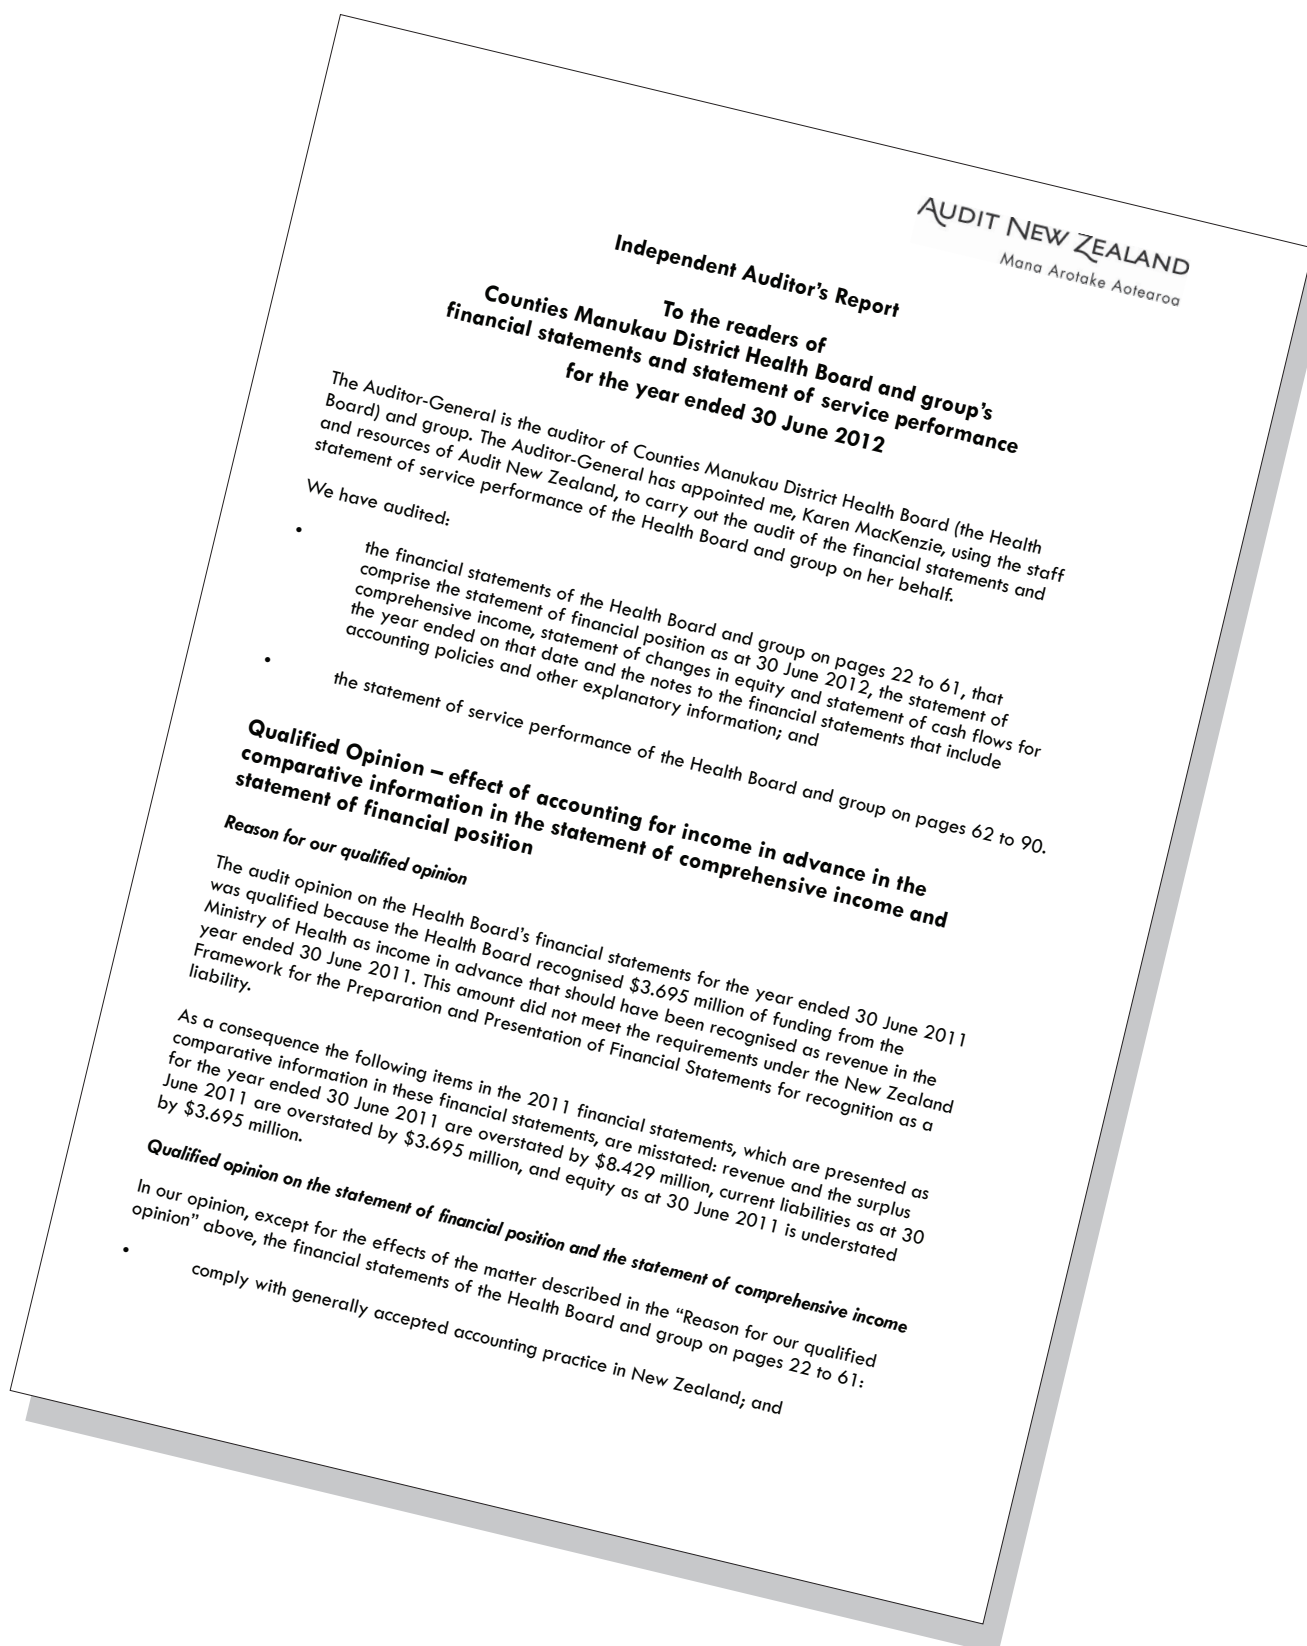 AUDIT NEW ZEALAND
Mana Arotake Aotearoa
Independent Auditor's Report
To the readers of
Counties Manukau District Health Board and group's
financial statements and statement of service performance
for the year ended 30 June 2012
The Auditor-General is the auditor of Counties Manukau District Health Board (the Health
Board) and group. The Auditor-General has appointed me, Karen MacKenzie, using the staff
and resources of Audit New Zealand, to carry out the audit of the financial statements and
statement of service performance of the Health Board and group on her behalf.
We have audited:
• the financial statements of the Health Board and group on pages 22 to 61, that
comprise the statement of financial position as at 30 June 2012, the statement of
comprehensive income, statement of changes in equity and statement of cash flows for
the year ended on that date and the notes to the financial statements that include
accounting policies and other explanatory information; and
• the statement of service performance of the Health Board and group on pages 62 to 90.
Qualified Opinion – effect of accounting for income in advance in the
comparative information in the statement of comprehensive income and
statement of financial position
Reason for our qualified opinion
The audit opinion on the Health Board's financial statements for the year ended 30 June 2011
was qualified because the Health Board recognised $3.695 million of funding from the
Ministry of Health as income in advance that should have been recognised as revenue in the
year ended 30 June 2011. This amount did not meet the requirements under the New Zealand
Framework for the Preparation and Presentation of Financial Statements for recognition as a
liability.
As a consequence the following items in the 2011 financial statements, which are presented as
comparative information in these financial statements, are misstated: revenue and the surplus
for the year ended 30 June 2011 are overstated by $8.429 million, current liabilities as at 30
June 2011 are overstated by $3.695 million, and equity as at 30 June 2011 is understated
by $3.695 million.
Qualified opinion on the statement of financial position and the statement of comprehensive income
In our opinion, except for the effects of the matter described in the “Reason for our qualified
opinion” above, the financial statements of the Health Board and group on pages 22 to 61:
• comply with generally accepted accounting practice in New Zealand; and